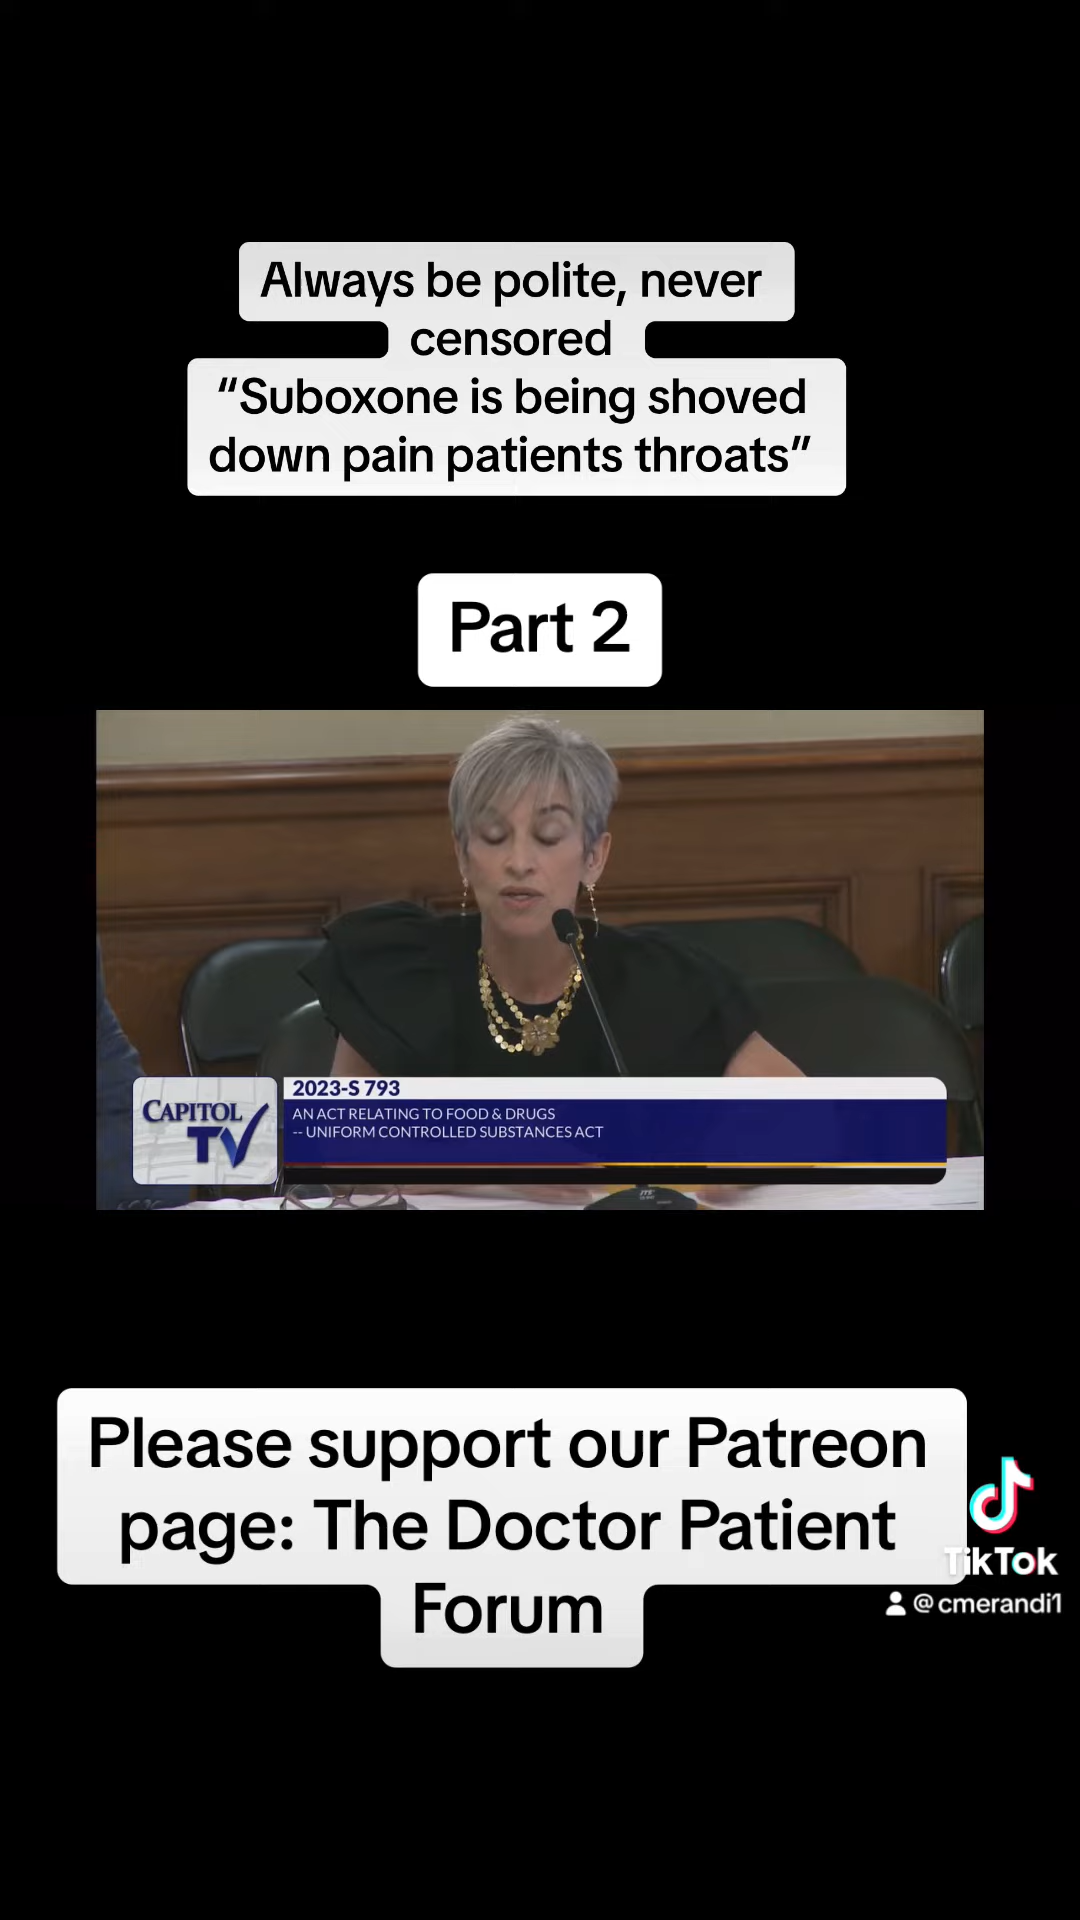 Always be polite, never
censored
“Suboxone is being shoved
down pain patients throats”
Part 2
2023-S 793
CAPITOL
TV
AN ACT RELATING TO FOOD & DRUGS
-- UNIFORM CONTROLLED SUBSTANCES ACT
Please support our Patreon
page: The Doctor Patient
Forum
TikTok
@cmerandi1